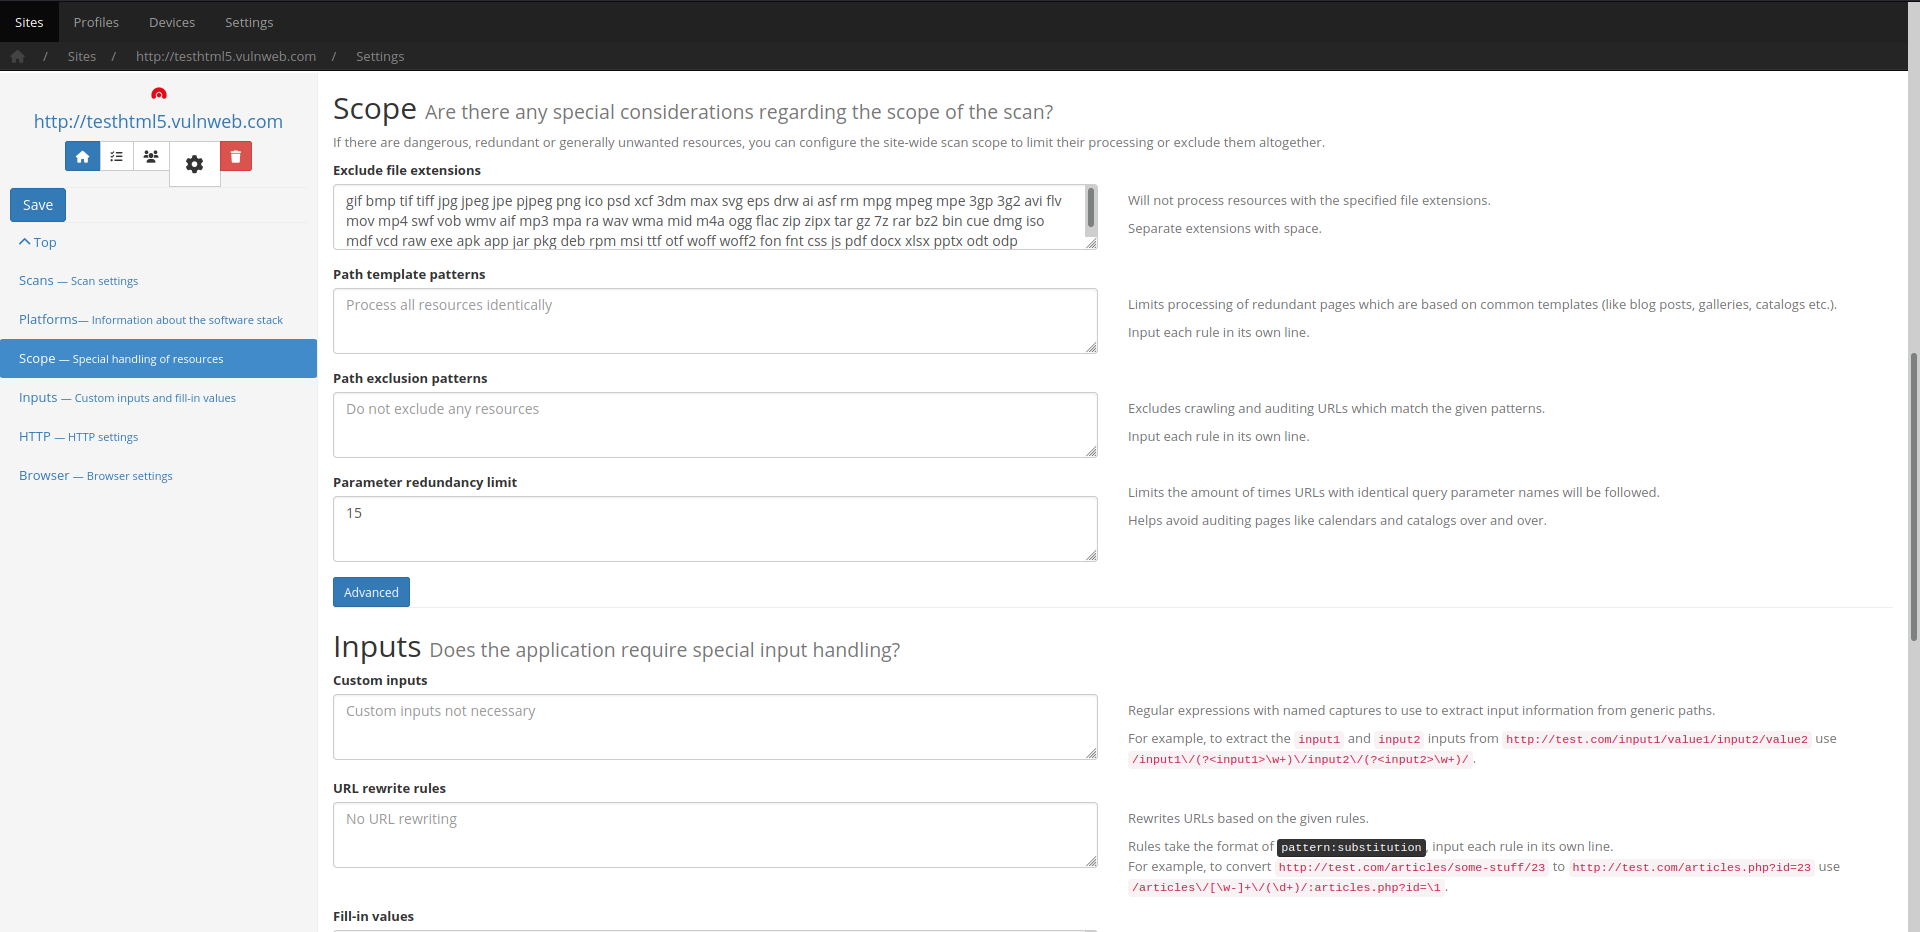 Sites Profiles Devices Settings
/ Sites / http://testhtml5.vulnweb.com / Settings
http://testhtml5.vulnweb.com
Save
Top
Scans — Scan settings
Platforms— Information about the software stack
Scope — Special handling of resources
Inputs — Custom inputs and fill-in values
HTTP — HTTP settings
Browser — Browser settings
Scope Are there any special considerations regarding the scope of the scan?
If there are dangerous, redundant or generally unwanted resources, you can configure the site-wide scan scope to limit their processing or exclude them altogether.
Exclude file extensions
gif bmp tif tiff jpg jpeg jpe pjpeg png ico psd xcf 3dm max svg eps drw ai asf rm mpg mpeg mpe 3gp 3g2 avi flv
mov mp4 swf vob wmv aif mp3 mpa ra wav wma mid m4a ogg flac zip zipx tar gz 7z rar bz2 bin cue dmg iso
mdf vcd raw exe apk app jar pkg deb rpm msi ttf otf woff woff2 fon fnt css js pdf docx xlsx pptx odt odp
Will not process resources with the specified file extensions.
Separate extensions with space.
Path template patterns
Process all resources identically
Limits processing of redundant pages which are based on common templates (like blog posts, galleries, catalogs etc.).
Input each rule in its own line.
Path exclusion patterns
Do not exclude any resources
Excludes crawling and auditing URLs which match the given patterns.
Input each rule in its own line.
Parameter redundancy limit
15
Limits the amount of times URLs with identical query parameter names will be followed.
Helps avoid auditing pages like calendars and catalogs over and over.
Advanced
Inputs Does the application require special input handling?
Custom inputs
Custom inputs not necessary
Regular expressions with named captures to use to extract input information from generic paths.
For example, to extract the input1 and input2 inputs from http://test.com/input1/value1/input2/value2 use
/input1\/(?<input1>\w+)\/input2\/(?<input2>\w+)/ .
URL rewrite rules
No URL rewriting
Rewrites URLs based on the given rules.
Rules take the format of pattern:substitution , input each rule in its own line.
For example, to convert http://test.com/articles/some-stuff/23 to http://test.com/articles.php?id=23 use
/articles\/[\w-]+\/(\d+)/:articles.php?id=\1 .
Fill-in values